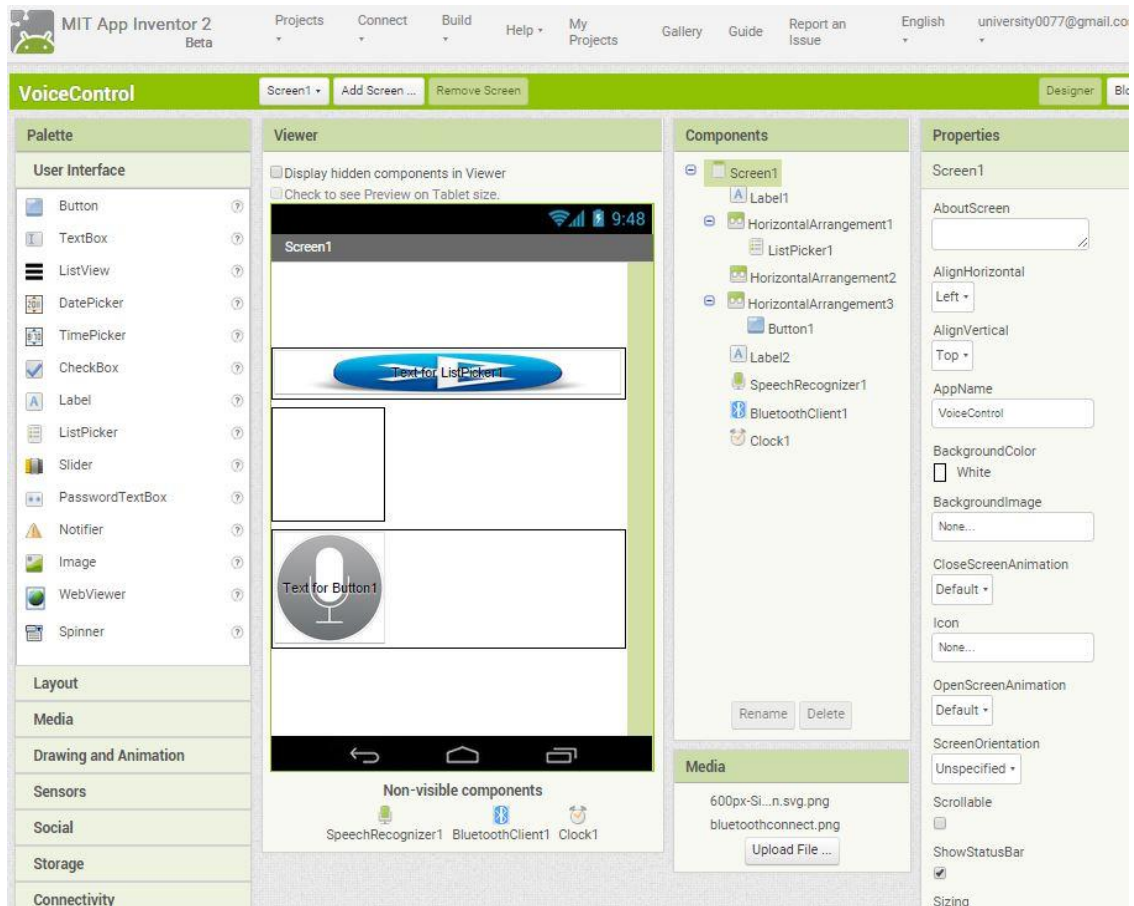 MIT App Inventor 2
Beta
Projects
Connect
Build
Help
My Projects
Gallery
Guide
Report an Issue
English
university0077@gmail.co
VoiceControl
Screen1
Add Screen ...
Remove Screen
Designer
Blo
Palette
User Interface
Button
TextBox
ListView
DatePicker
TimePicker
CheckBox
Label
ListPicker
Slider
PasswordTextBox
Notifier
Image
WebViewer
Spinner
Layout
Media
Drawing and Animation
Sensors
Social
Storage
Connectivity
Viewer
Display hidden components in Viewer
Check to see Preview on Tablet size.
9:48
Screen1
Text for ListPicker1
Text for Button1
Non-visible components
SpeechRecognizer1 BluetoothClient1 Clock1
Components
Screen1
Label1
HorizontalArrangement1
ListPicker1
HorizontalArrangement2
HorizontalArrangement3
Button1
Label2
SpeechRecognizer1
BluetoothClient1
Clock1
Rename
Delete
Media
600px-Si...n.svg.png
bluetoothconnect.png
Upload File ...
Properties
Screen1
AboutScreen
AlignHorizontal
Left
AlignVertical
Top
AppName
VoiceControl
BackgroundColor
White
BackgroundImage
None...
CloseScreenAnimation
Default
Icon
None...
OpenScreenAnimation
Default
ScreenOrientation
Unspecified
Scrollable
ShowStatusBar
Sizing